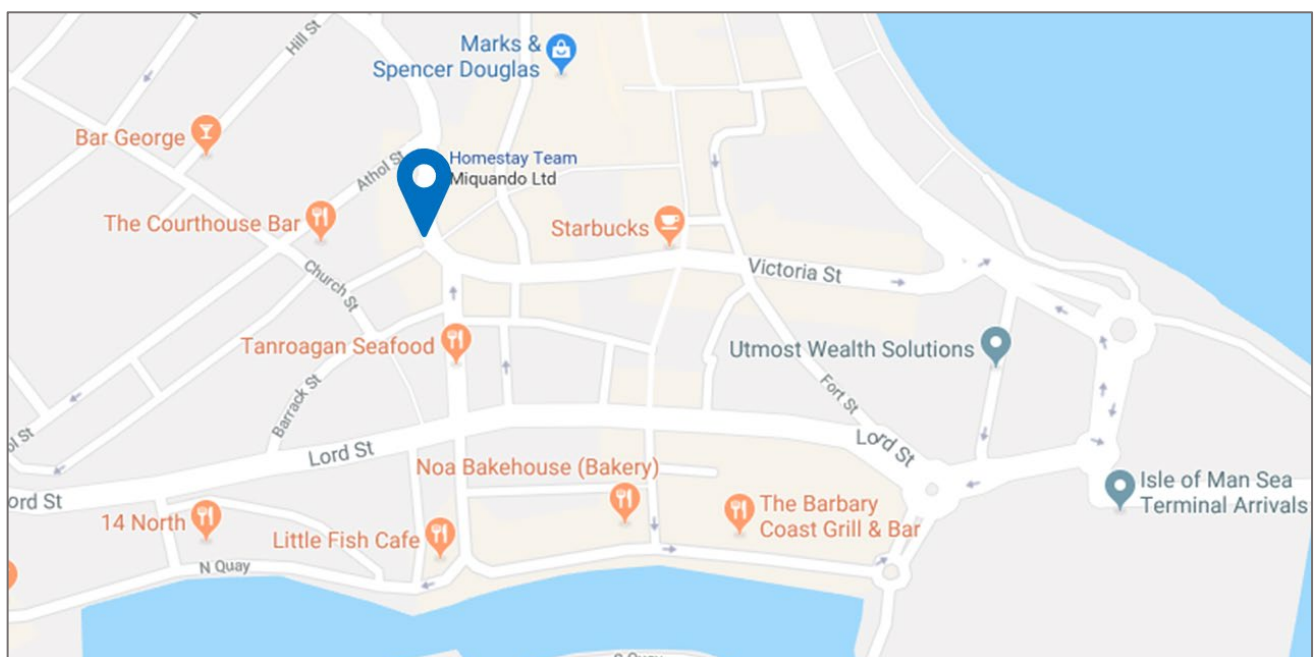 Hill St
Marks &
Spencer Douglas
Bar George
Homestay Team
Miquando Ltd
Athol St
The Courthouse Bar
Starbucks
Church St
Victoria St
Tanroagan Seafood
Utmost Wealth Solutions
Barrack St
Fort St
ol St
Lord St
Lord St
Noa Bakehouse (Bakery)
ord St
Isle of Man Sea
Terminal Arrivals
14 North
The Barbary
Coast Grill & Bar
Little Fish Cafe
N Quay